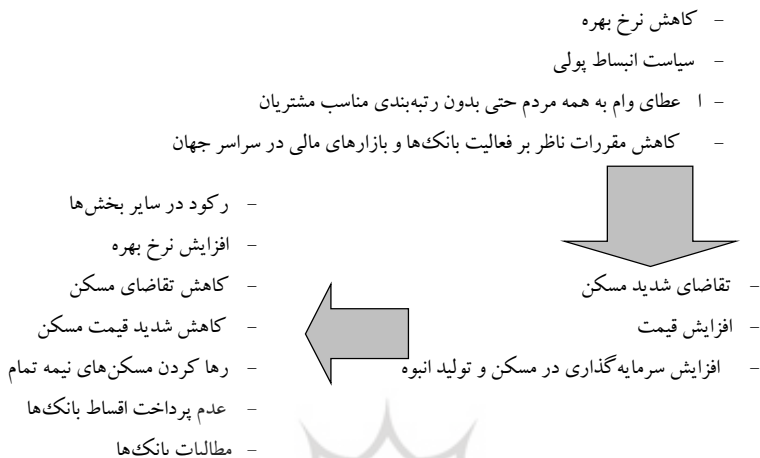 - کاهش نرخ بهره
- سیاست انبساط پولی
- ا عطای وام به همه مردم حتی بدون رتبه‌بندی مناسب مشتریان
- کاهش مقررات ناظر بر فعالیت بانک‌ها و بازارهای مالی در سراسر جهان
- تقاضای شدید مسکن
- افزایش قیمت
- افزایش سرمایه‌گذاری در مسکن و تولید انبوه
- رکود در سایر بخش‌ها
- افزایش نرخ بهره
- کاهش تقاضای مسکن
- کاهش شدید قیمت مسکن
- رها کردن مسکن‌های نیمه تمام
- عدم پرداخت اقساط بانک‌ها
- مطالبات بانک‌ها